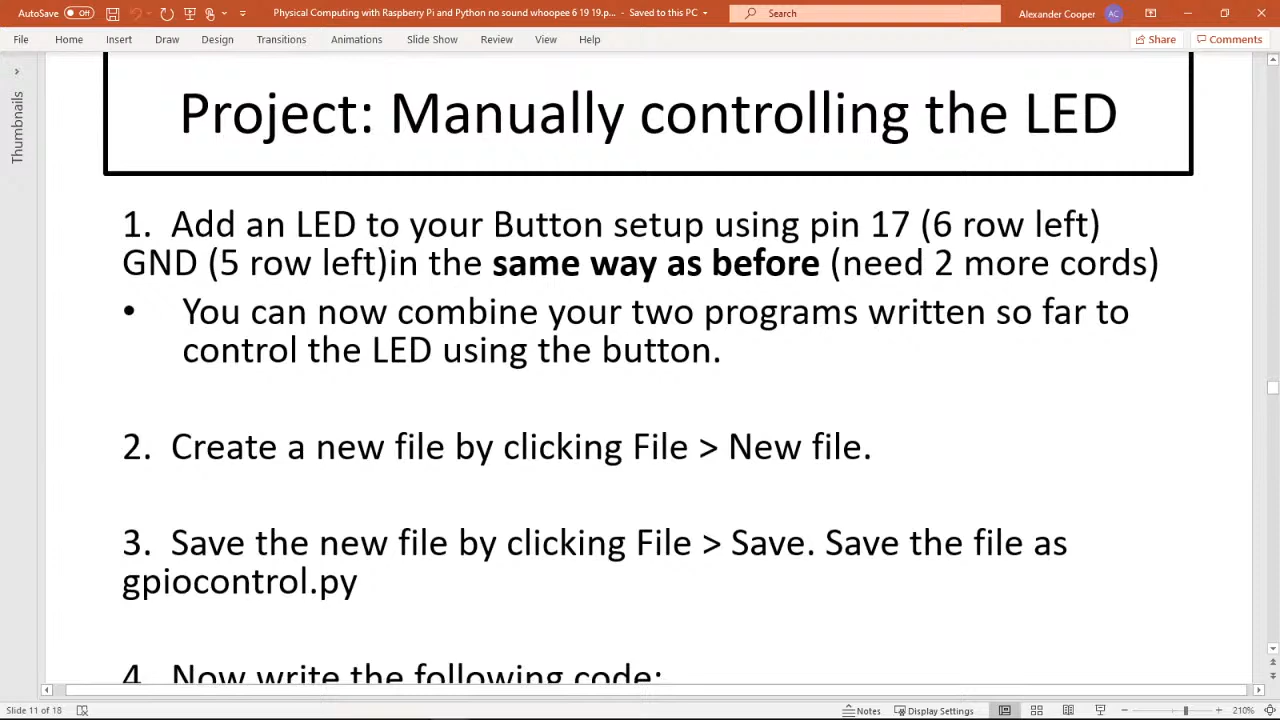 AutoSave Off Physical Computing with Raspberry Pi and Python no sound whoopee 6 19 19.p... - Saved to this PC Search Alexander Cooper AC
File Home Insert Draw Design Transitions Animations Slide Show Review View Help Share Comments
Thumbnails
Project: Manually controlling the LED
1. Add an LED to your Button setup using pin 17 (6 row left)
GND (5 row left)in the same way as before (need 2 more cords)
• You can now combine your two programs written so far to
control the LED using the button.
2. Create a new file by clicking File > New file.
3. Save the new file by clicking File > Save. Save the file as
gpiocontrol.py
4. Now write the following code:
Slide 11 of 18 Notes Display Settings 210%